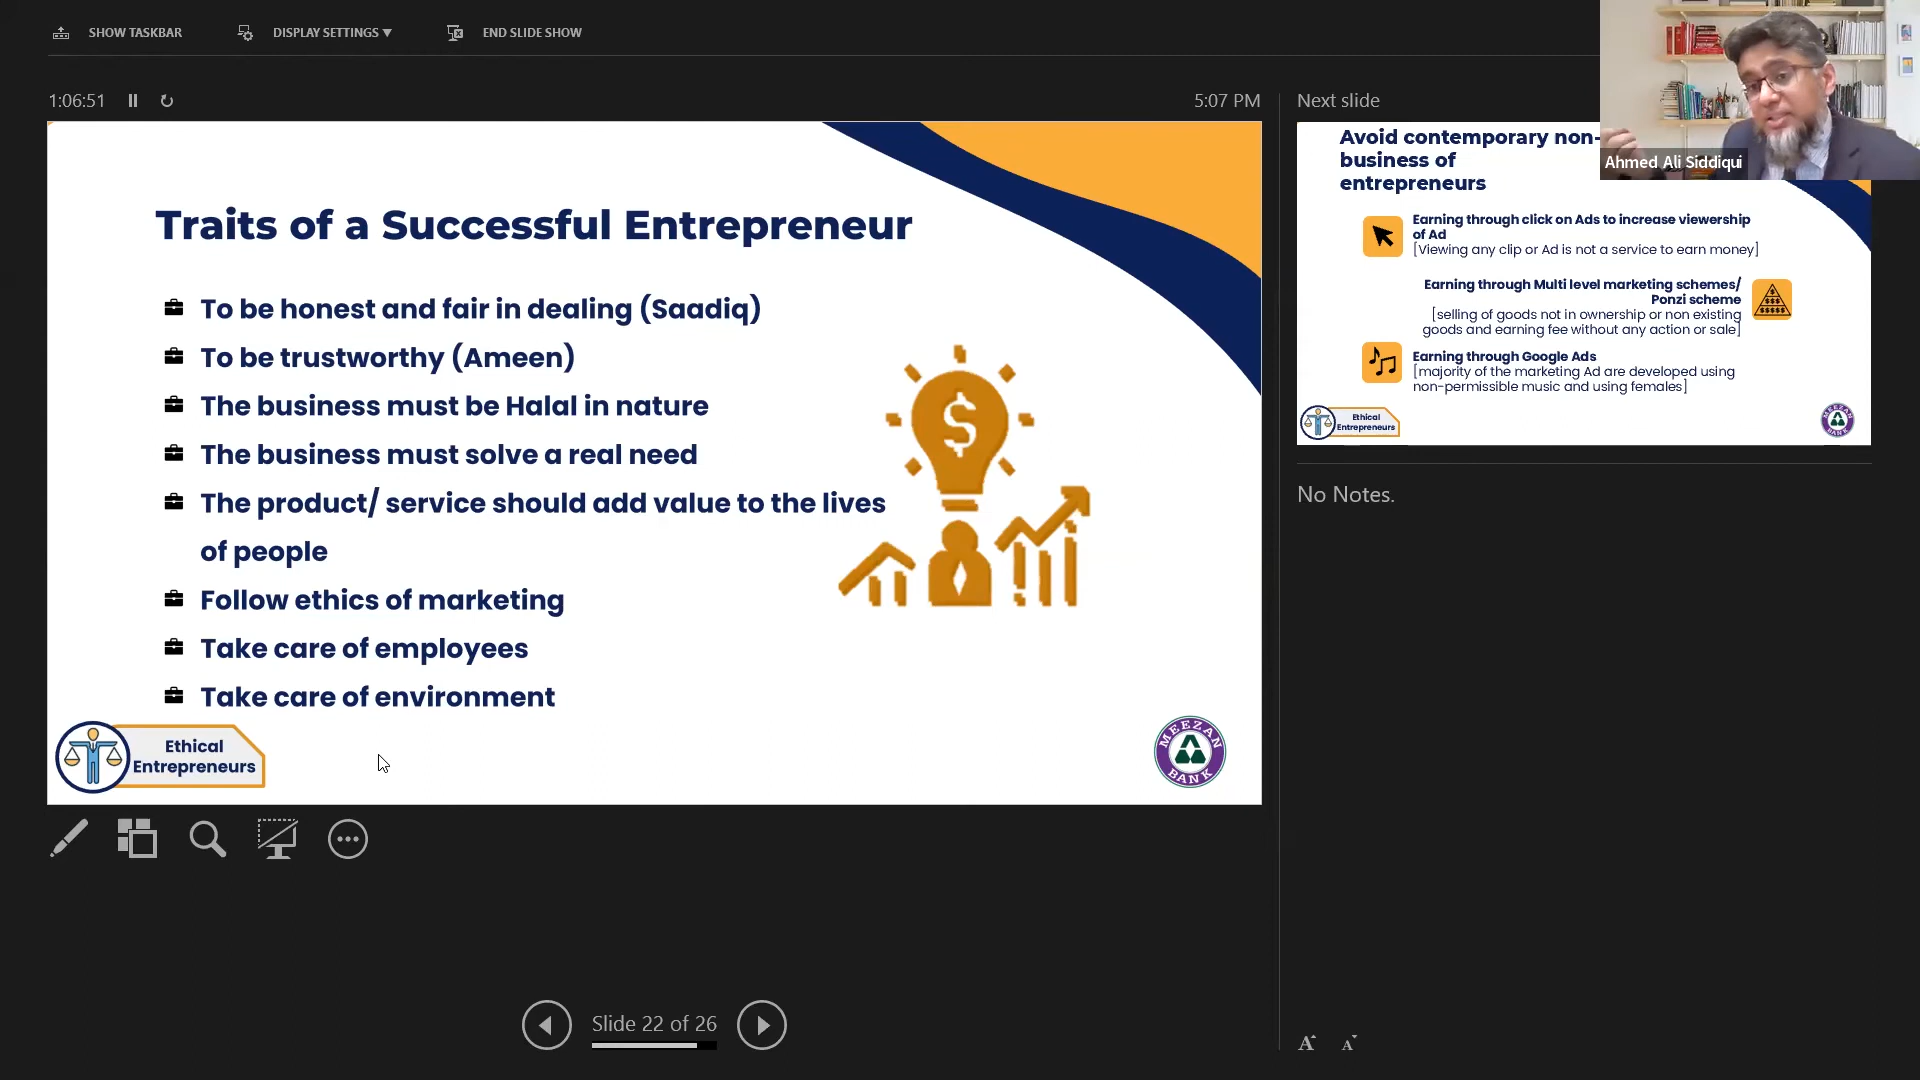 SHOW TASKBAR
DISPLAY SETTINGS ▼
END SLIDE SHOW
1:06:51
5:07 PM
Traits of a Successful Entrepreneur
To be honest and fair in dealing (Saadiq)
To be trustworthy (Ameen)
The business must be Halal in nature
The business must solve a real need
The product/ service should add value to the lives
of people
Follow ethics of marketing
Take care of employees
Take care of environment
$
Ethical
Entrepreneurs
MEEZAN
BANK
Slide 22 of 26
Next slide
Ahmed Ali Siddiqui
Avoid contemporary non-
business of
entrepreneurs
Earning through click on Ads to increase viewership
of Ad
[Viewing any clip or Ad is not a service to earn money]
Earning through Multi level marketing schemes/
Ponzi scheme
[selling of goods not in ownership or non existing
goods and earning fee without any action or sale]
Earning through Google Ads
[majority of the marketing Ad are developed using
non-permissible music and using females]
Ethical
Entrepreneurs
MEEZAN
BANK
No Notes.
A
A